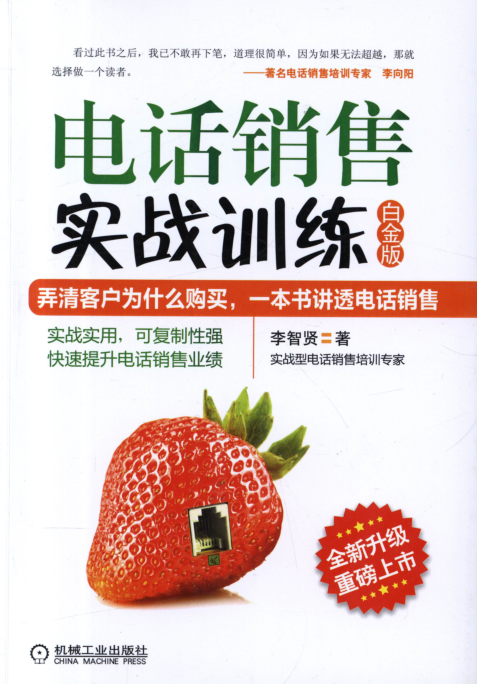 看过此书之后，我已不敢再下笔，道理很简单，因为如果无法超越，那就
选择做一个读者。
——著名电话销售培训专家 李向阳
电话销售
实战训练
白金版
弄清客户为什么购买，一本书讲透电话销售
实战实用，可复制性强
快速提升电话销售业绩
李智贤〓著
实战型电话销售培训专家
全新升级
重磅上市
机械工业出版社
CHINA MACHINE PRESS